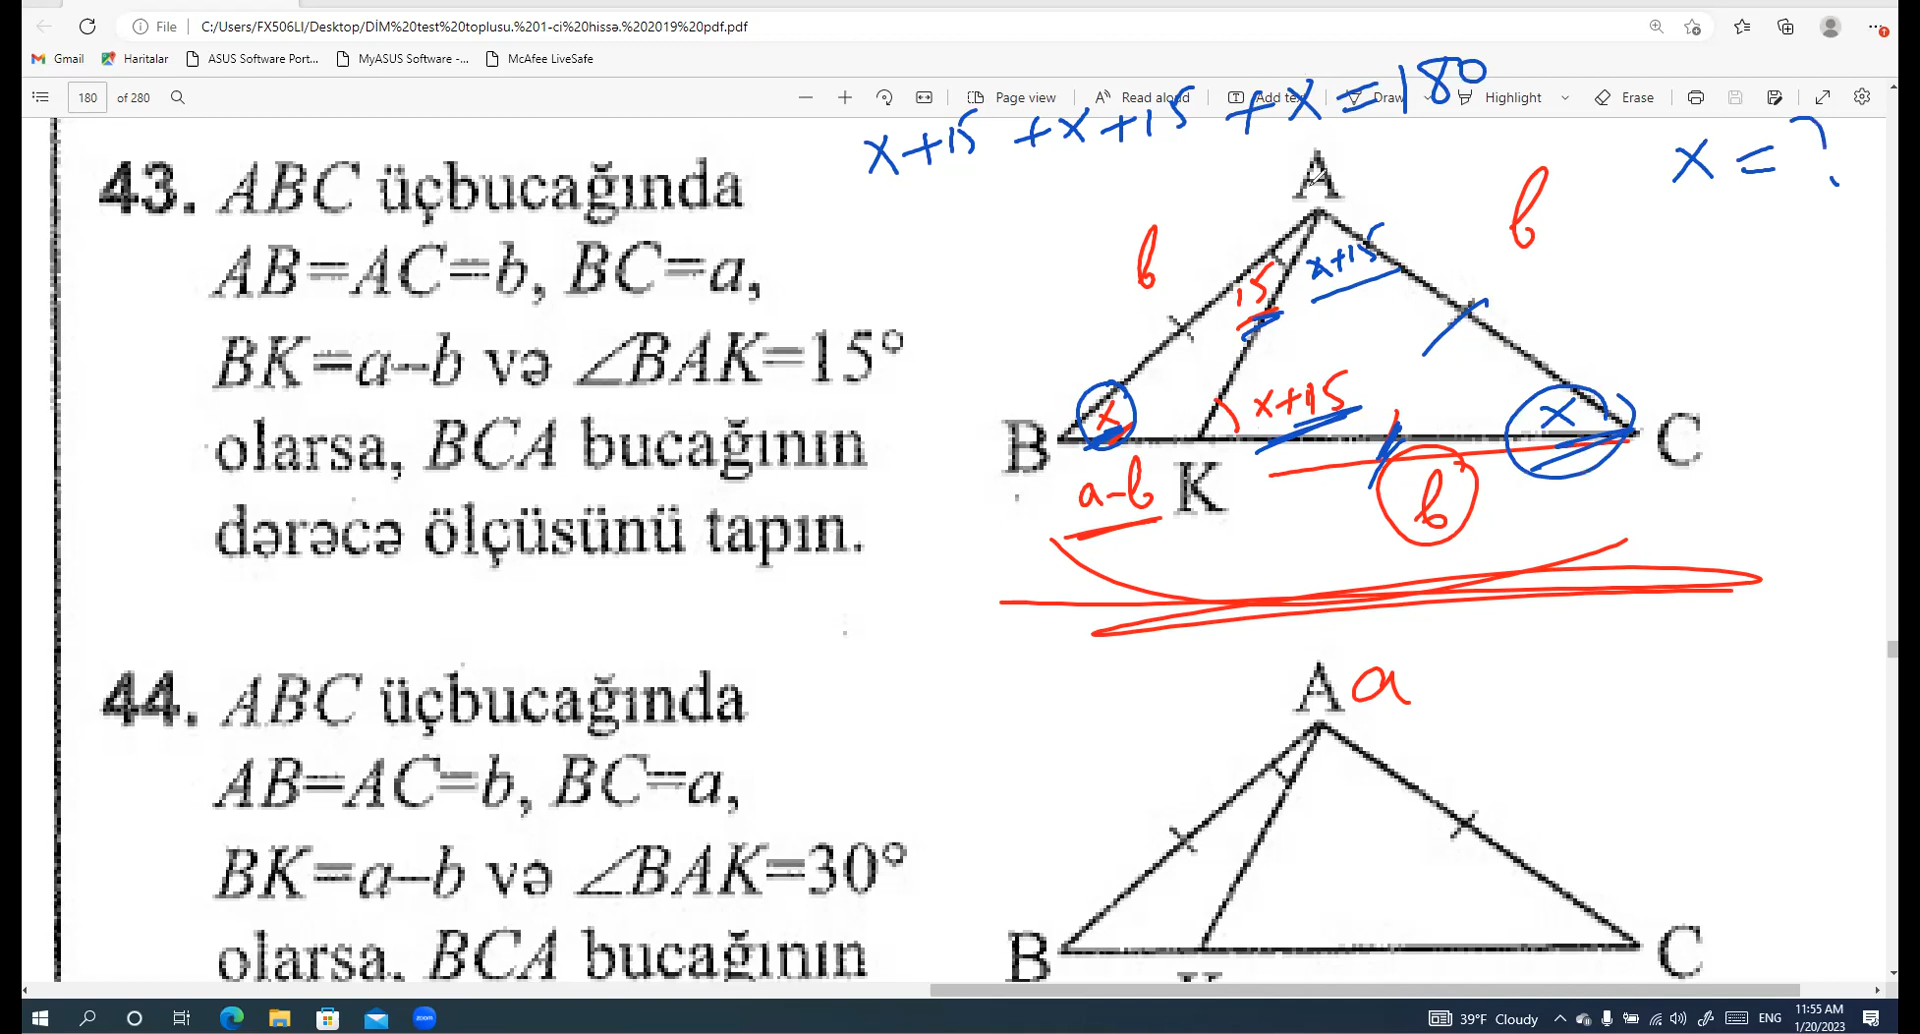 File C:/Users/FX506LI/Desktop/DİM%20test%20toplusu.%201-ci%20hissə.%202019%20pdf.pdf
Gmail Haritalar ASUS Software Port... MyASUS Software -... McAfee LiveSafe
180 of 280 Page view Read aloud Add text Draw Highlight Erase
x+15 +x+15 +x=180
x=?
43. ABC üçbucağında
AB=AC=b, BC=a,
BK=a–b və ∠BAK=15°
olarsa, BCA bucağının
dərəcə ölçüsünü tapın.
A
b
b
15
x+15
x
x+15
x
B
K
C
a-b
b
44. ABC üçbucağında
AB=AC=b, BC=a,
BK=a–b və ∠BAK=30°
olarsa, BCA bucağının
A a
B
C
39°F Cloudy ENG 11:55 AM
1/20/2023
zoom